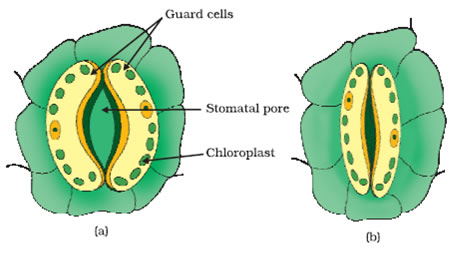 Guard cells
Stomatal pore
Chloroplast
(a)
(b)